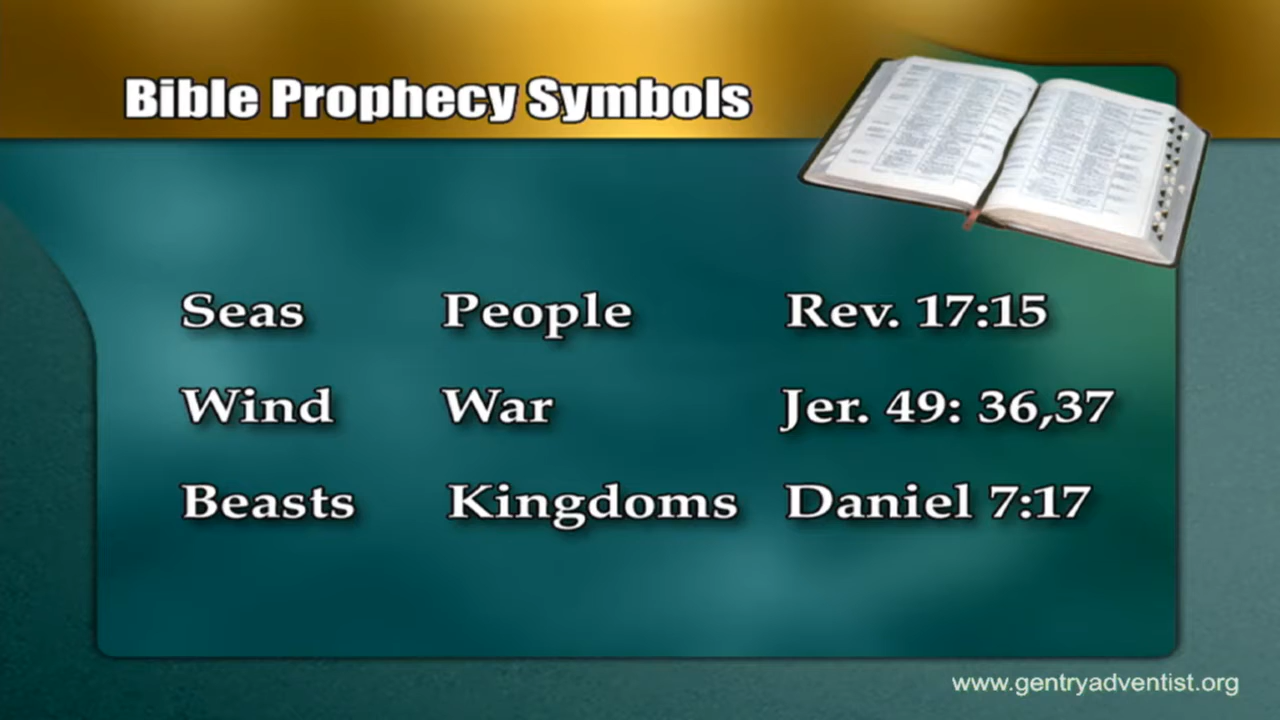 Bible Prophecy Symbols
Seas People Rev. 17:15
Wind War Jer. 49: 36,37
Beasts Kingdoms Daniel 7:17
www.gentryadventist.org